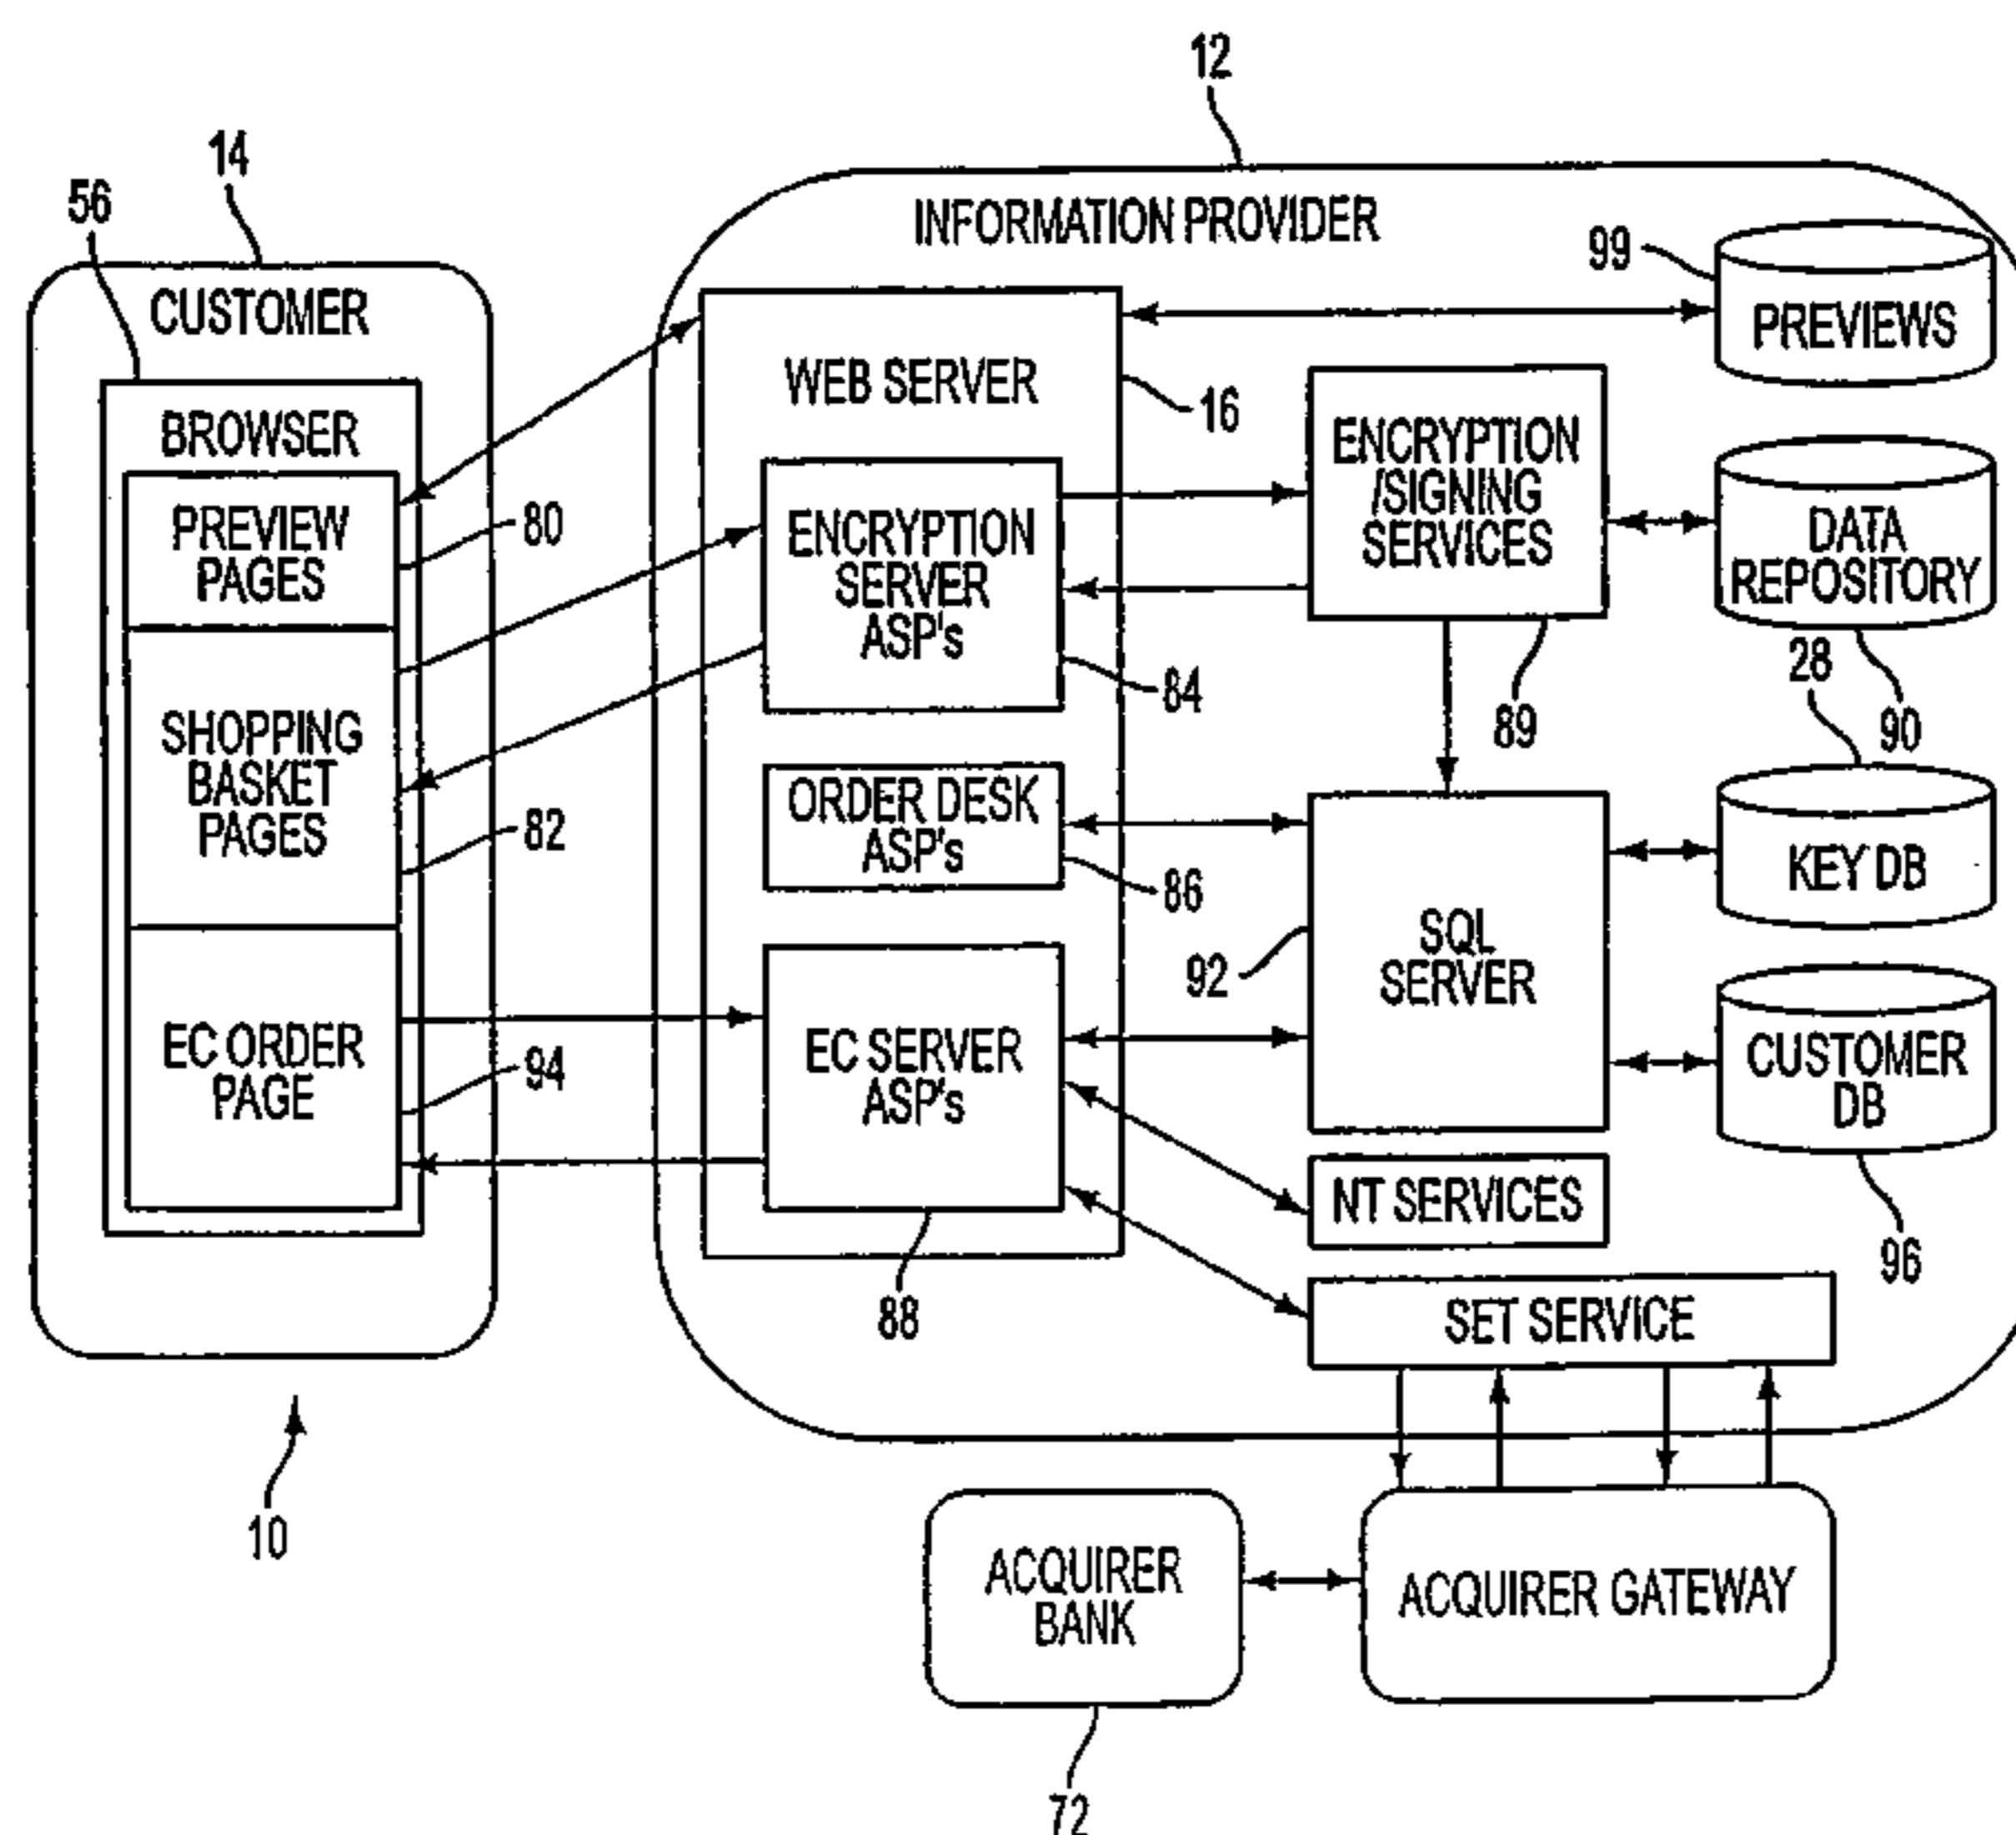 12
14
56
INFORMATION PROVIDER
99
CUSTOMER
PREVIEWS
WEB SERVER
16
BROWSER
ENCRYPTION
/SIGNING
SERVICES
PREVIEW
PAGES
80
ENCRYPTION
SERVER
ASP's
DATA
REPOSITORY
84
89
28
90
SHOPPING
BASKET
PAGES
82
ORDER DESK
ASP's
86
KEY DB
92
SQL
SERVER
EC ORDER
PAGE
94
EC SERVER
ASP's
CUSTOMER
DB
NT SERVICES
96
88
SET SERVICE
10
ACQUIRER
BANK
ACQUIRER GATEWAY
72